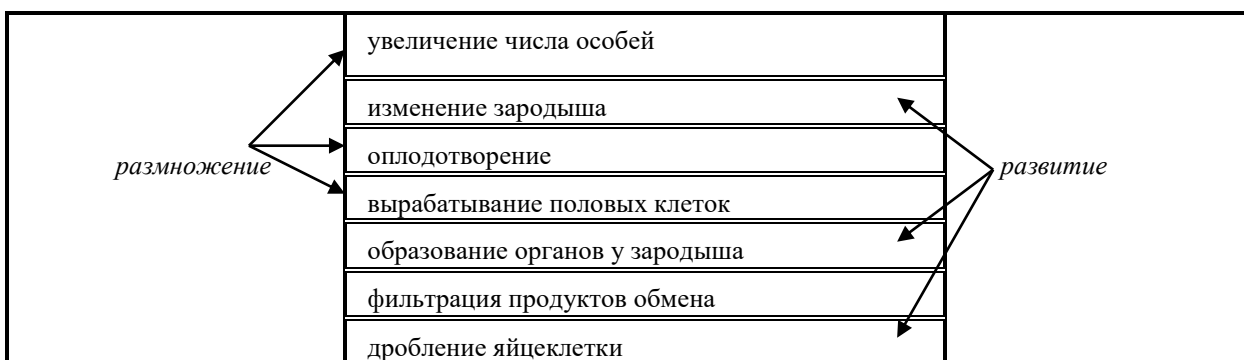 увеличение числа особей
изменение зародыша
оплодотворение
размножение
развитие
вырабатывание половых клеток
образование органов у зародыша
фильтрация продуктов обмена
дробление яйцеклетки